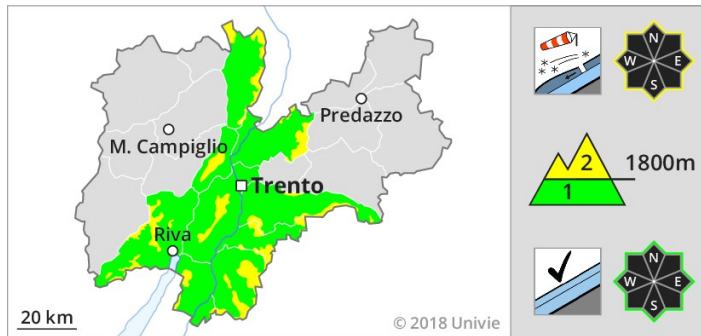 Predazzo
M. Campiglio
Trento
Riva
20 km
© 2018 Univie
N
W E
S
2 1800m
1
N
W E
S